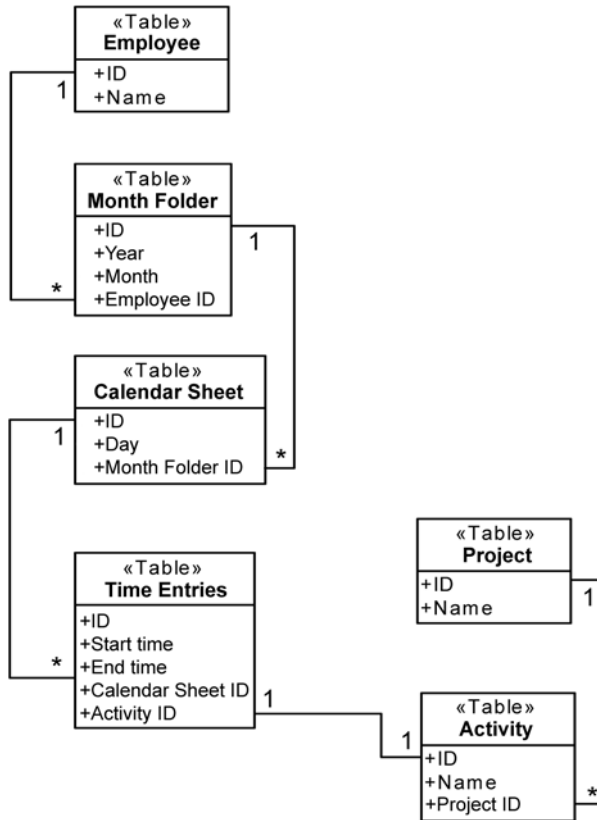 «Table»
Employee
+ID
+Name
1
*
«Table»
Month Folder
+ID
+Year
+Month
+Employee ID
1
*
«Table»
Calendar Sheet
+ID
+Day
+Month Folder ID
1
*
«Table»
Time Entries
+ID
+Start time
+End time
+Calendar Sheet ID
+Activity ID
1
1
«Table»
Project
+ID
+Name
1
*
«Table»
Activity
+ID
+Name
+Project ID